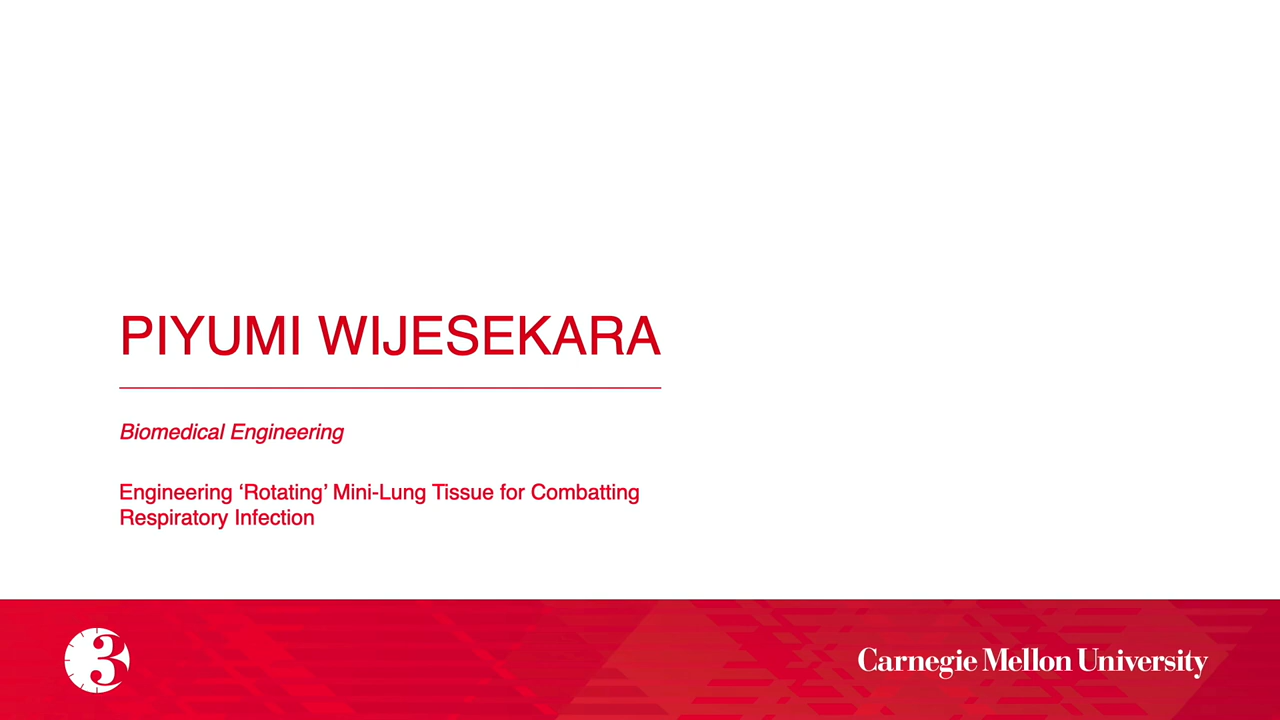 PIYUMI WIJESEKARA
Biomedical Engineering
Engineering ‘Rotating’ Mini-Lung Tissue for Combatting
Respiratory Infection
3
Carnegie Mellon University